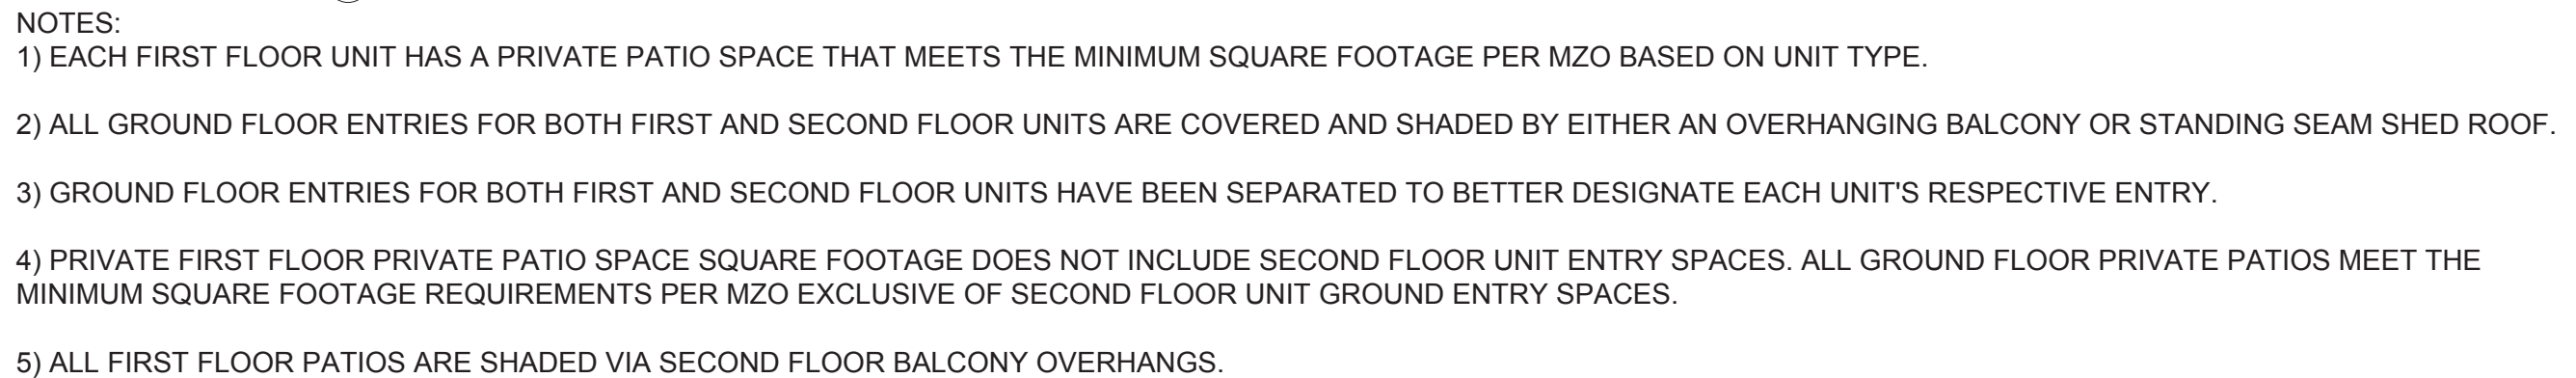 NOTES:
1) EACH FIRST FLOOR UNIT HAS A PRIVATE PATIO SPACE THAT MEETS THE MINIMUM SQUARE FOOTAGE PER MZO BASED ON UNIT TYPE.
2) ALL GROUND FLOOR ENTRIES FOR BOTH FIRST AND SECOND FLOOR UNITS ARE COVERED AND SHADED BY EITHER AN OVERHANGING BALCONY OR STANDING SEAM SHED ROOF.
3) GROUND FLOOR ENTRIES FOR BOTH FIRST AND SECOND FLOOR UNITS HAVE BEEN SEPARATED TO BETTER DESIGNATE EACH UNIT'S RESPECTIVE ENTRY.
4) PRIVATE FIRST FLOOR PRIVATE PATIO SPACE SQUARE FOOTAGE DOES NOT INCLUDE SECOND FLOOR UNIT ENTRY SPACES. ALL GROUND FLOOR PRIVATE PATIOS MEET THE
MINIMUM SQUARE FOOTAGE REQUIREMENTS PER MZO EXCLUSIVE OF SECOND FLOOR UNIT GROUND ENTRY SPACES.
5) ALL FIRST FLOOR PATIOS ARE SHADED VIA SECOND FLOOR BALCONY OVERHANGS.